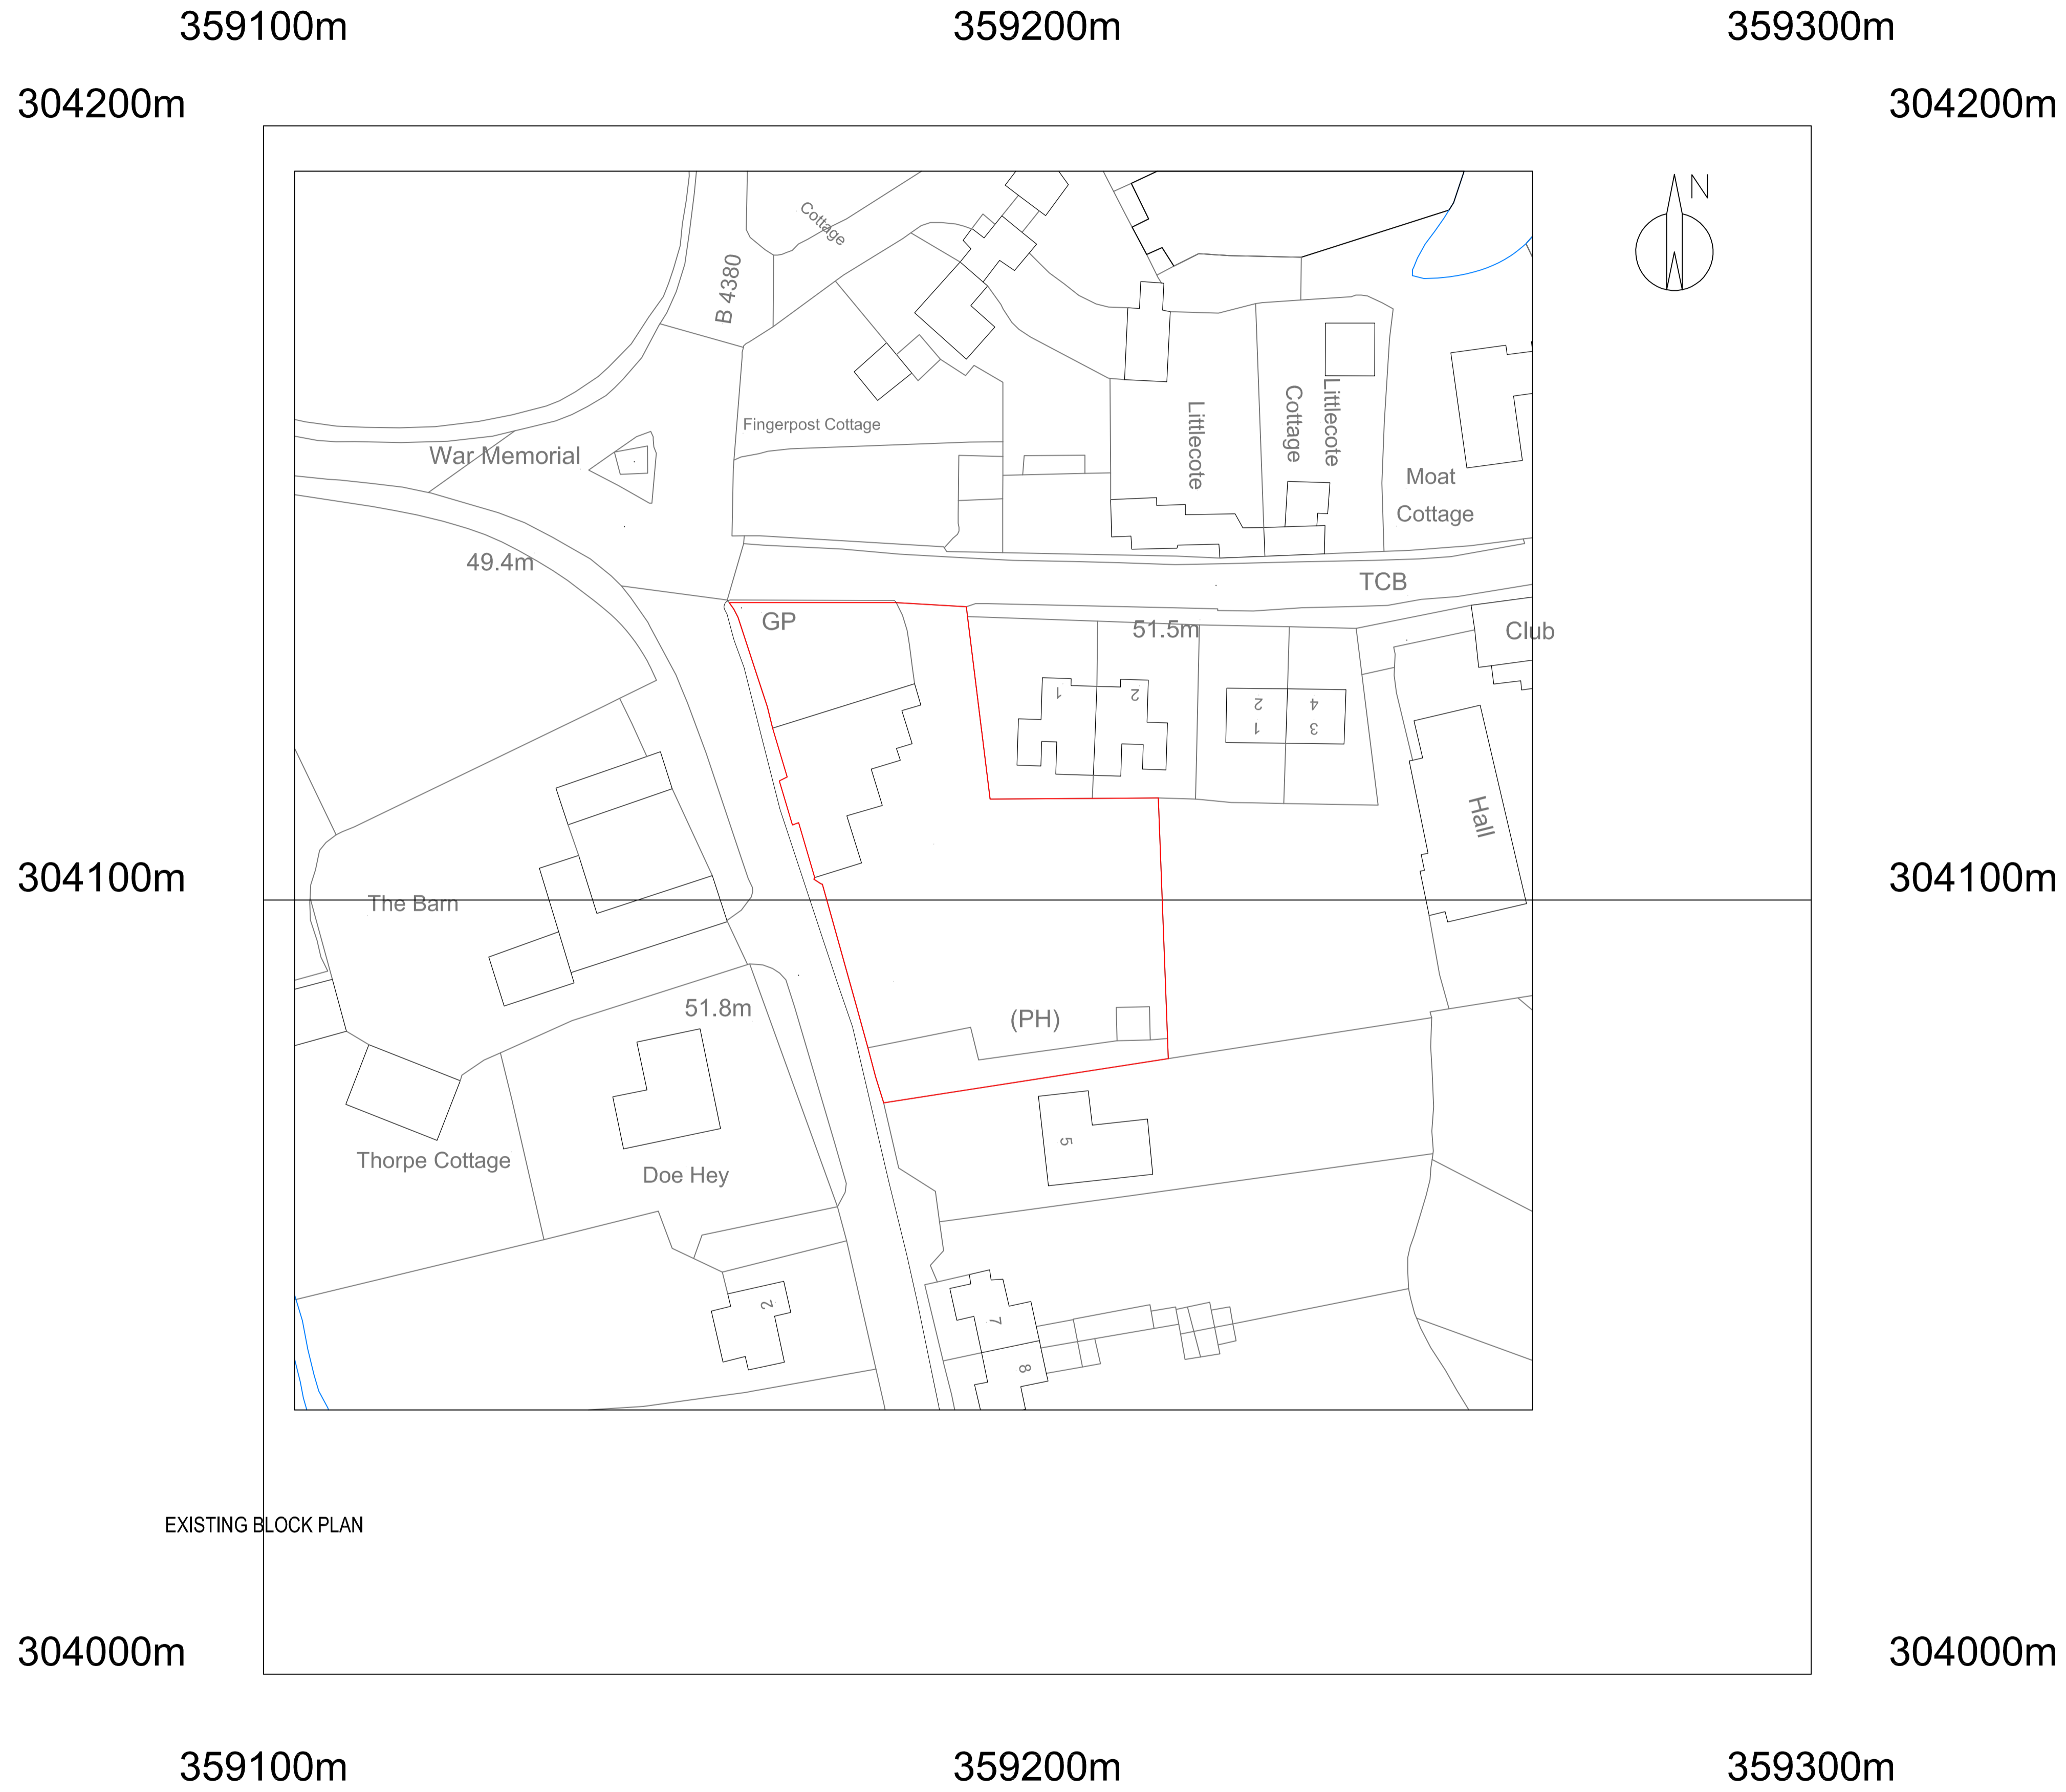 359100m 359200m 359300m
304200m 304200m
N
Cottage
B 4380
Fingerpost Cottage
War Memorial
Littlecote
Cottage
Littlecote
Moat
Cottage
49.4m
TCB
GP
51.5m
Club
1 2
2 4
1 3
Hall
304100m 304100m
The Barn
51.8m
(PH)
5
Thorpe Cottage
Doe Hey
2
7
8
EXISTING BLOCK PLAN
304000m 304000m
359100m 359200m 359300m